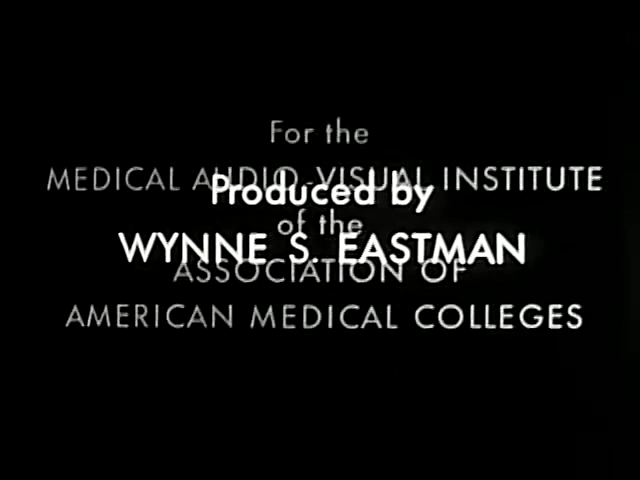 For the
MEDICAL AUDIO-VISUAL INSTITUTE
Produced by
of the
WYNNE S. EASTMAN
ASSOCIATION OF
AMERICAN MEDICAL COLLEGES